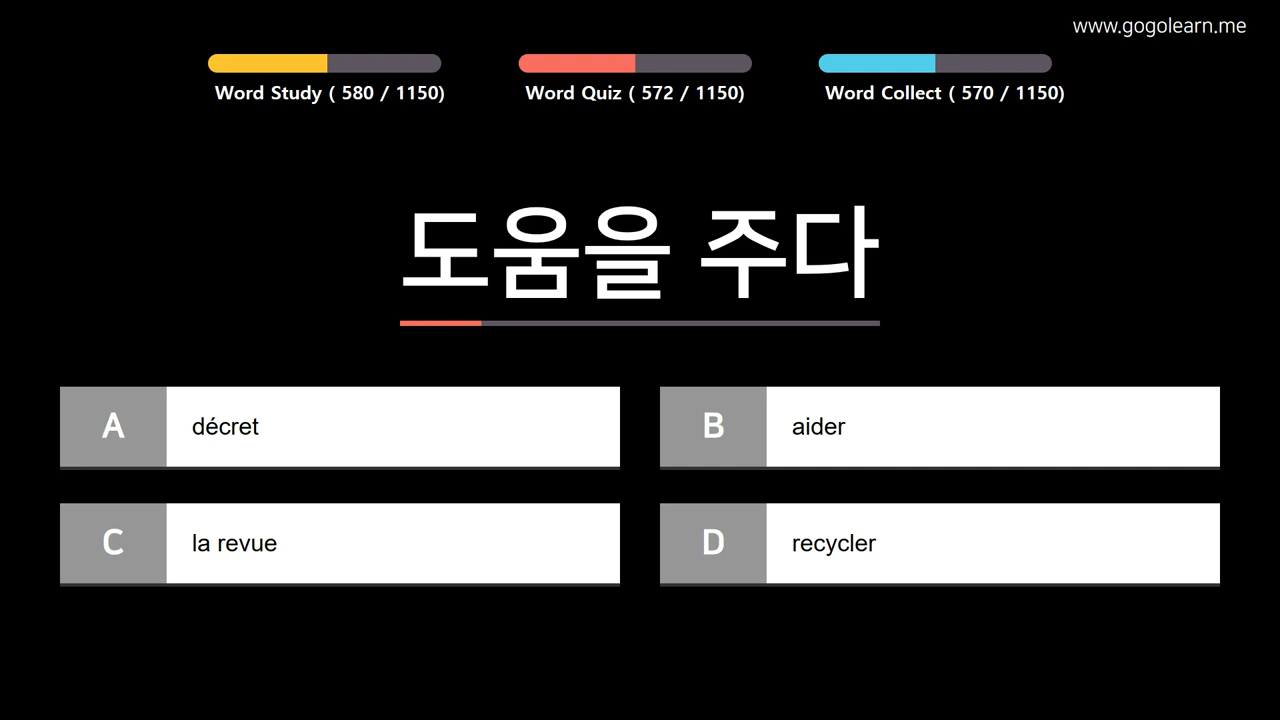 www.gogolearn.me
Word Study ( 580 / 1150)
Word Quiz ( 572 / 1150)
Word Collect ( 570 / 1150)
도움을 주다
A
décret
B
aider
C
la revue
D
recycler